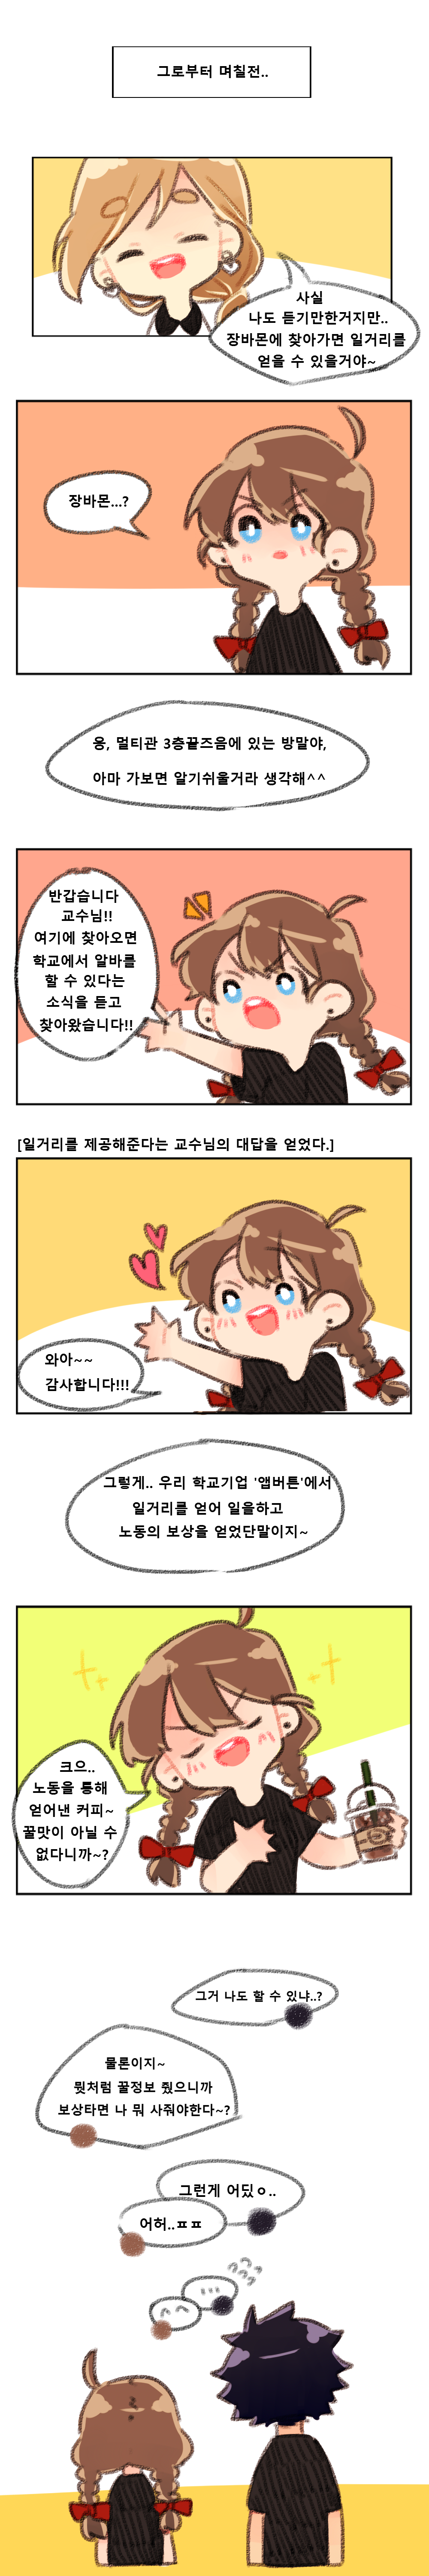 그로부터 며칠전..
사실
나도 듣기만한거지만..
장바몬에 찾아가면 일거리를
얻을 수 있을거야~
장바몬...?
응, 멀티관 3층끝즈음에 있는 방말야,
아마 가보면 알기쉬울거라 생각해^^
반갑습니다
교수님!!
여기에 찾아오면
학교에서 알바를
할 수 있다는
소식을 듣고
찾아왔습니다!!
[일거리를 제공해준다는 교수님의 대답을 얻었다.]
와아~~
감사합니다!!!
그렇게.. 우리 학교기업 '앱버튼'에서
일거리를 얻어 일을하고
노동의 보상을 얻었단말이지~
크으..
노동을 통해
얻어낸 커피~
꿀맛이 아닐 수
없다니까~?
그거 나도 할 수 있냐..?
물론이지~
뭣처럼 꿀정보 줬으니까
보상타면 나 뭐 사줘야한다~?
그런게 어딨ㅇ..
어허..ㅍㅍ
...
^^